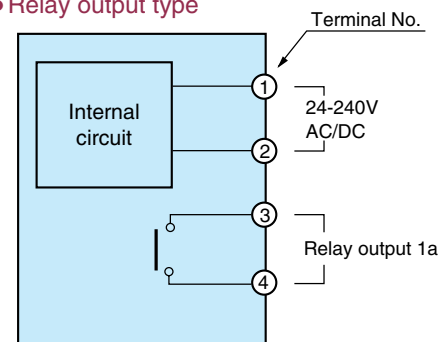 Relay output type
Terminal No.
Internal
circuit
1
24-240V
AC/DC
2
3
Relay output 1a
4